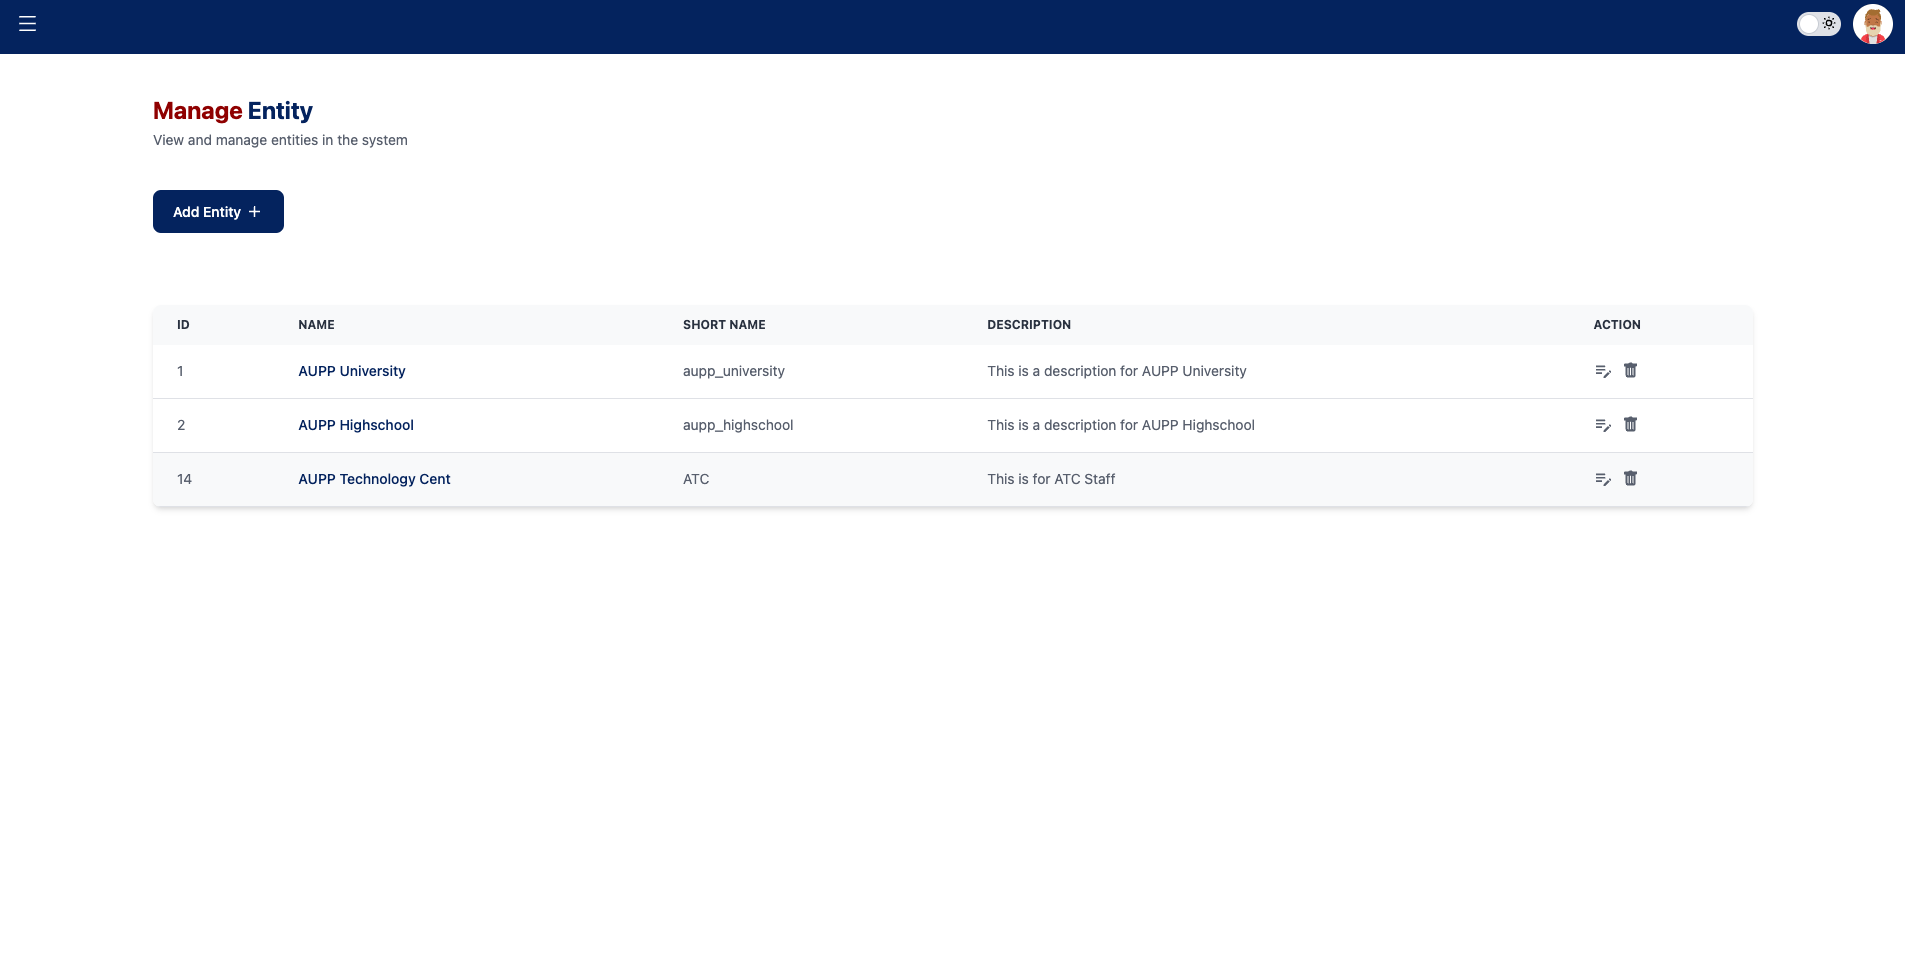 Manage Entity
View and manage entities in the system
Add Entity +
ID NAME SHORT NAME DESCRIPTION ACTION
1 AUPP University aupp_university This is a description for AUPP University
2 AUPP Highschool aupp_highschool This is a description for AUPP Highschool
14 AUPP Technology Cent ATC This is for ATC Staff